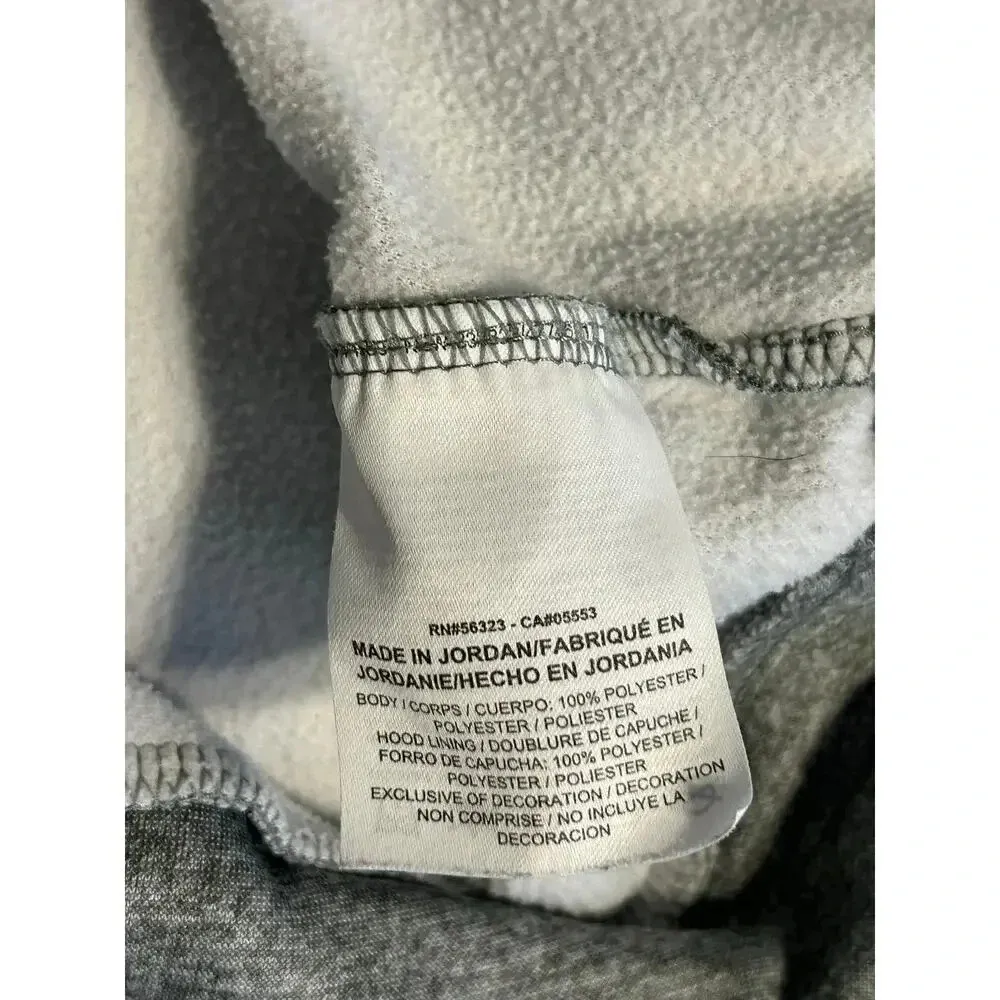 RN#56323 - CA#05553
MADE IN JORDAN/FABRIQUÉ EN
JORDANIE/HECHO EN JORDANIA
BODY / CORPS / CUERPO: 100% POLYESTER /
POLYESTER / POLIESTER
HOOD LINING / DOUBLURE DE CAPUCHE /
FORRO DE CAPUCHA: 100% POLYESTER /
POLYESTER / POLIESTER
EXCLUSIVE OF DECORATION / DECORATION
NON COMPRISE / NO INCLUYE LA
DECORACION